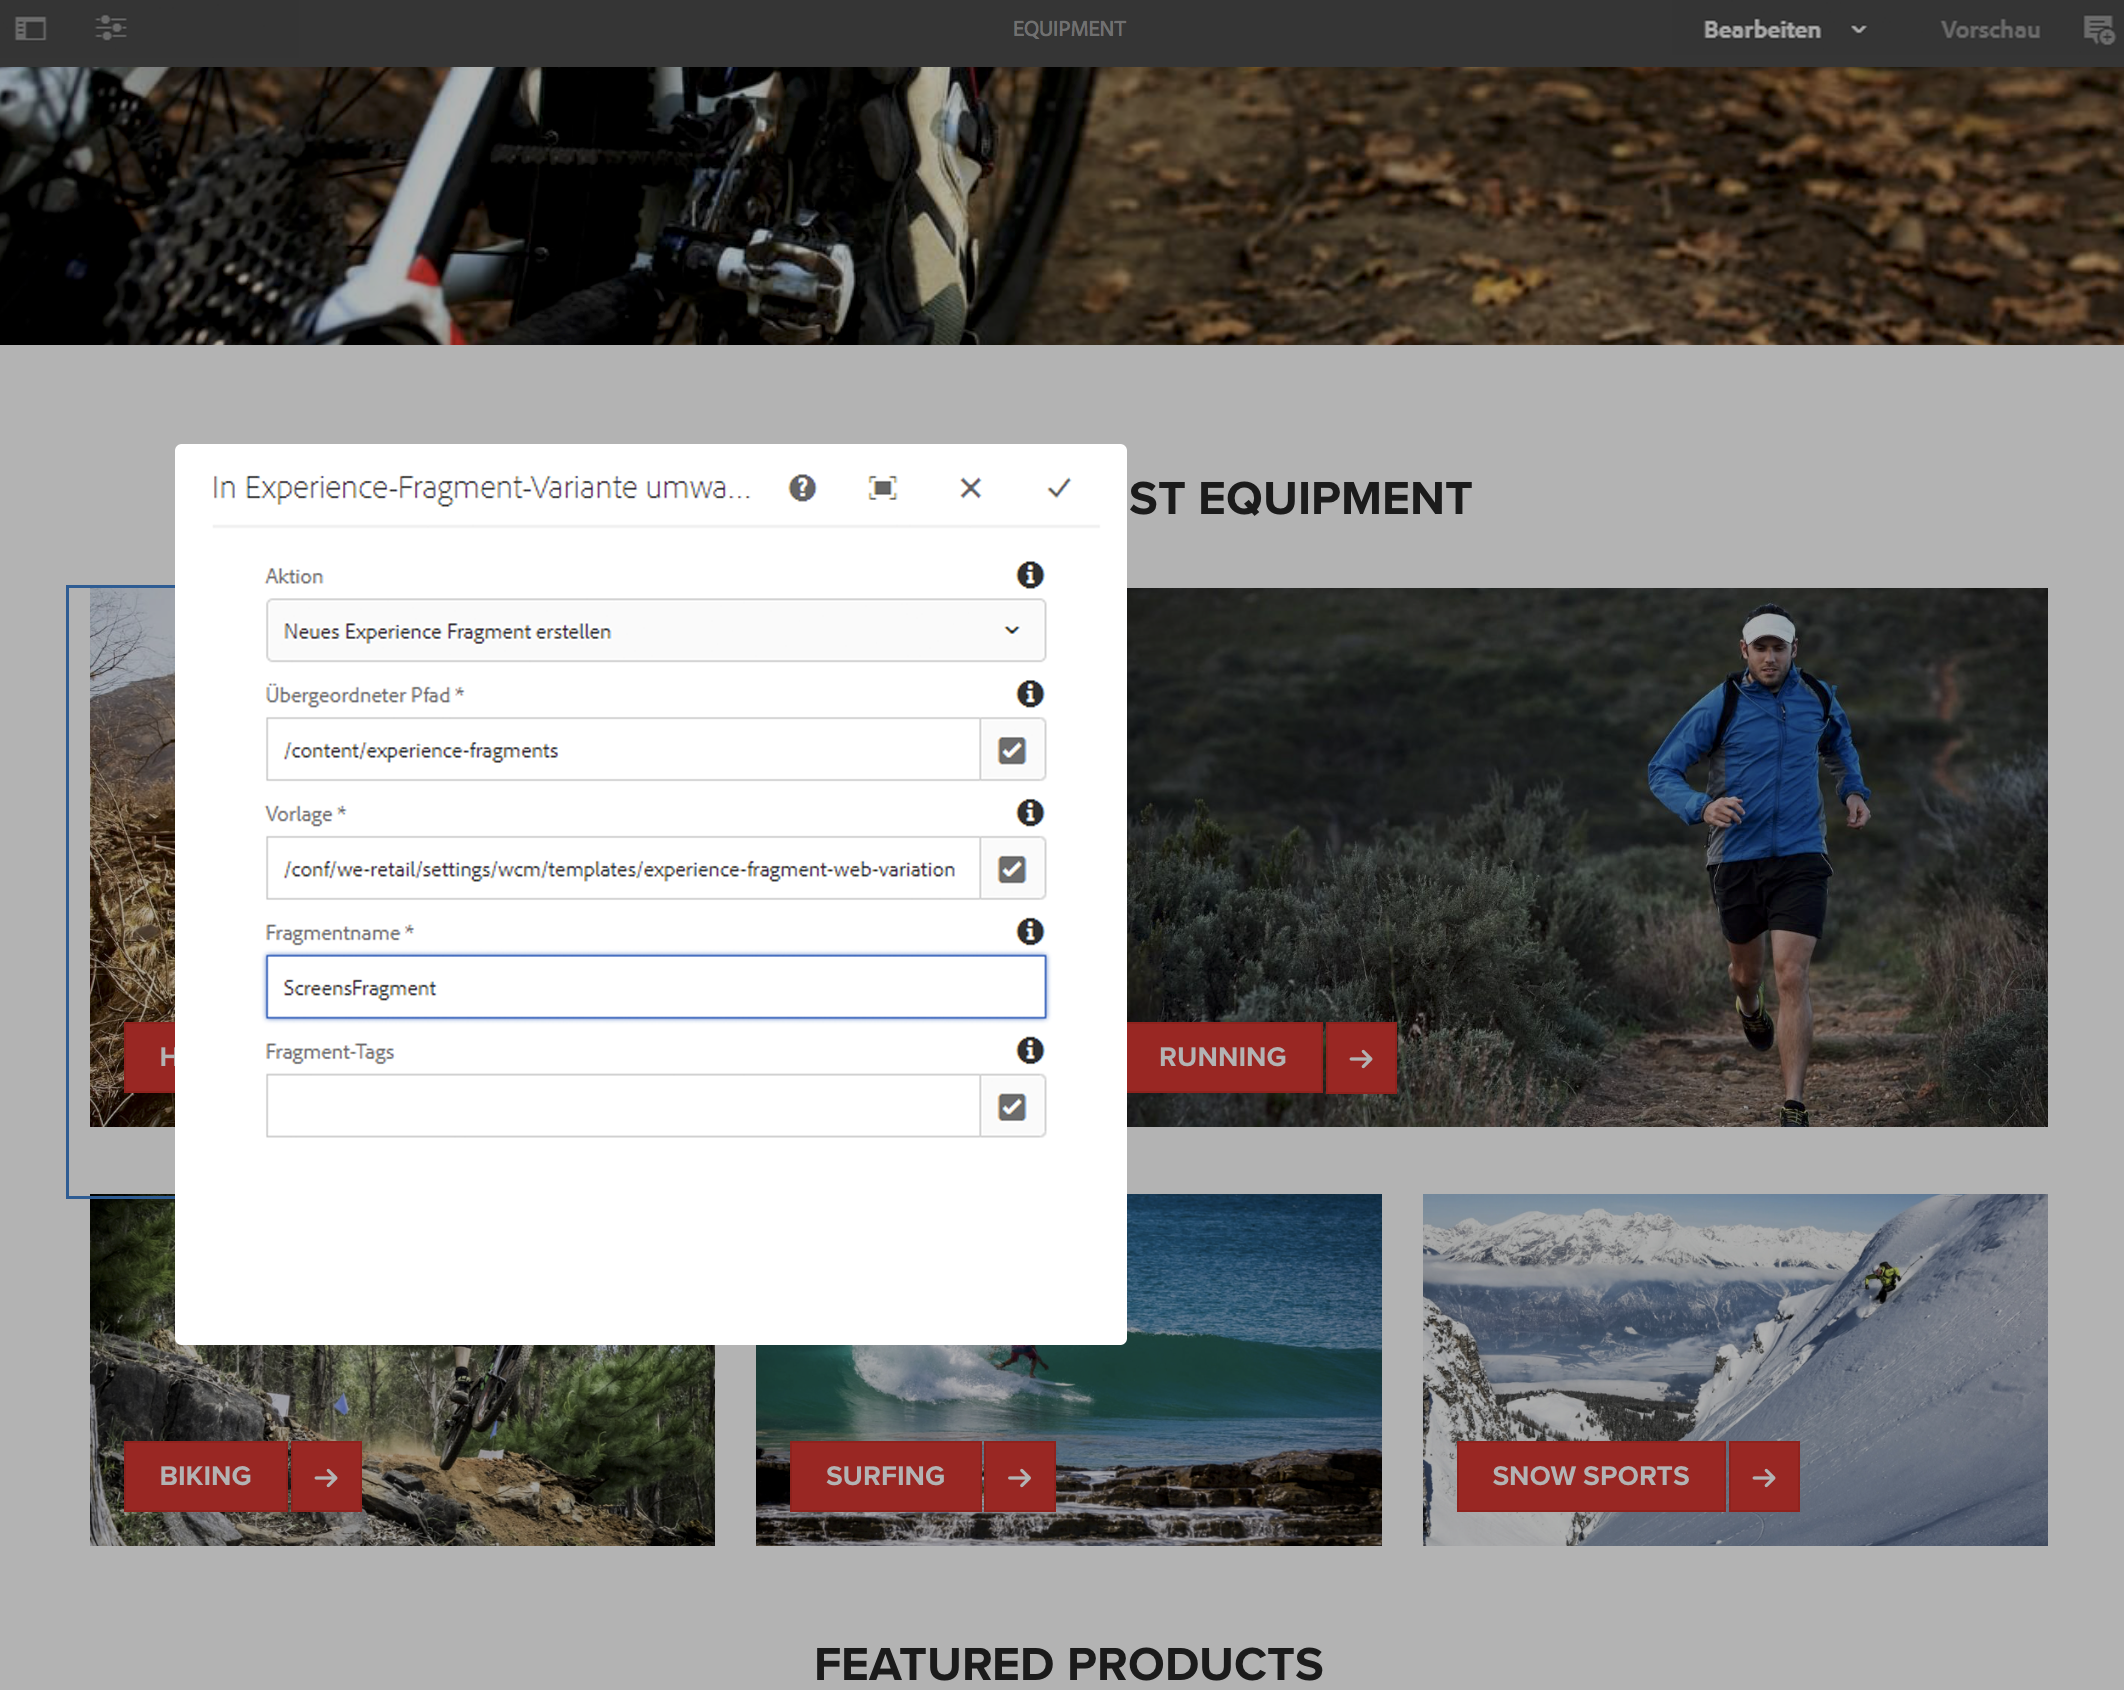 EQUIPMENT
Bearbeiten
Vorschau
In Experience-Fragment-Variante umwa...
ST EQUIPMENT
Aktion
Neues Experience Fragment erstellen
Übergeordneter Pfad *
/content/experience-fragments
Vorlage *
/conf/we-retail/settings/wcm/templates/experience-fragment-web-variation
Fragmentname *
ScreensFragment
Fragment-Tags
H
RUNNING
BIKING
SURFING
SNOW SPORTS
FEATURED PRODUCTS